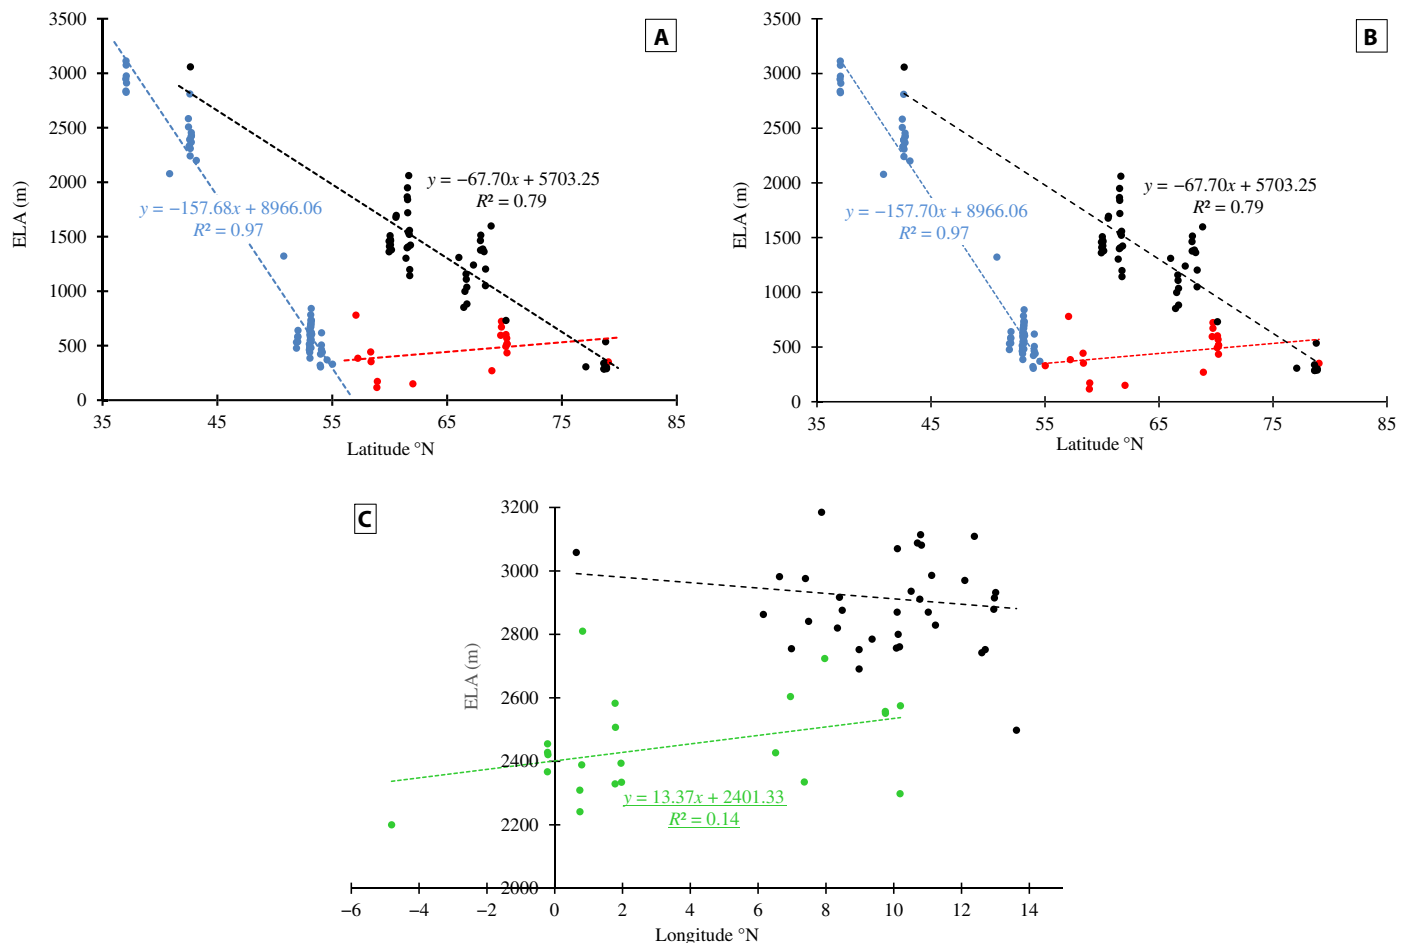 A
3500
3000
2500
2000
1500
1000
500
0
ELA (m)
y = −67.70x + 5703.25
R² = 0.79
y = −157.68x + 8966.06
R² = 0.97
35 45 55 65 75 85
Latitude °N
B
3500
3000
2500
2000
1500
1000
500
0
ELA (m)
y = −67.70x + 5703.25
R² = 0.79
y = −157.70x + 8966.06
R² = 0.97
35 45 55 65 75 85
Latitude °N
C
3200
3000
2800
2600
2400
2200
2000
ELA (m)
y = 13.37x + 2401.33
R² = 0.14
−6 −4 −2 0 2 4 6 8 10 12 14
Longitude °N